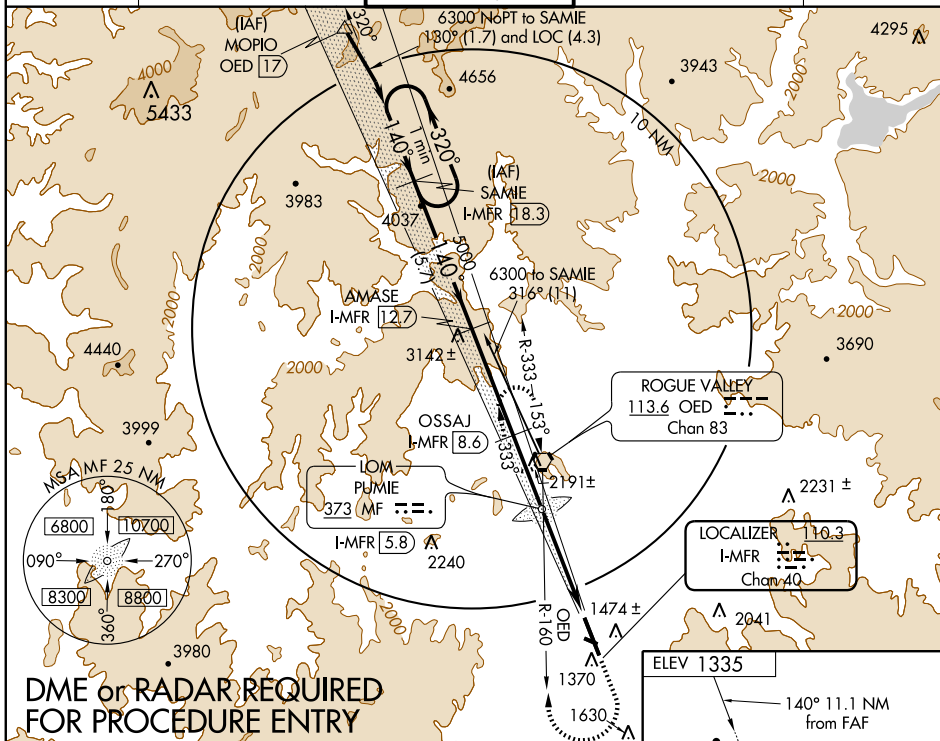 (IAF)
MOPIO
OED 17
320°
6300 NoPT to SAMIE
130° (1.7) and LOC (4.3)
4295
4000
5433
4656
3943
2000
10 NM
140°
1 min
320°
(IAF)
SAMIE
I-MFR 18.3
2000
3983
4037
5000
140°
(5.7)
6300 to SAMIE
316° (11)
AMASE
I-MFR 12.7
2000
3142 ±
4440
2000
3690
R-333
153°
ROGUE VALLEY
113.6 OED
Chan 83
OSSAJ
I-MFR 8.6
333°
3999
2191±
LOM
PUMIE
373 MF
I-MFR 5.8
2240
2231 ±
MSA MF 25 NM
180°
6800
10700
090°
270°
8300
8800
360°
LOCALIZER 110.3
I-MFR
Chan 40
2000
OED
R-160
1474 ±
2041
3980
1370
1630
ELEV 1335
140° 11.1 NM
from FAF
DME or RADAR REQUIRED
FOR PROCEDURE ENTRY